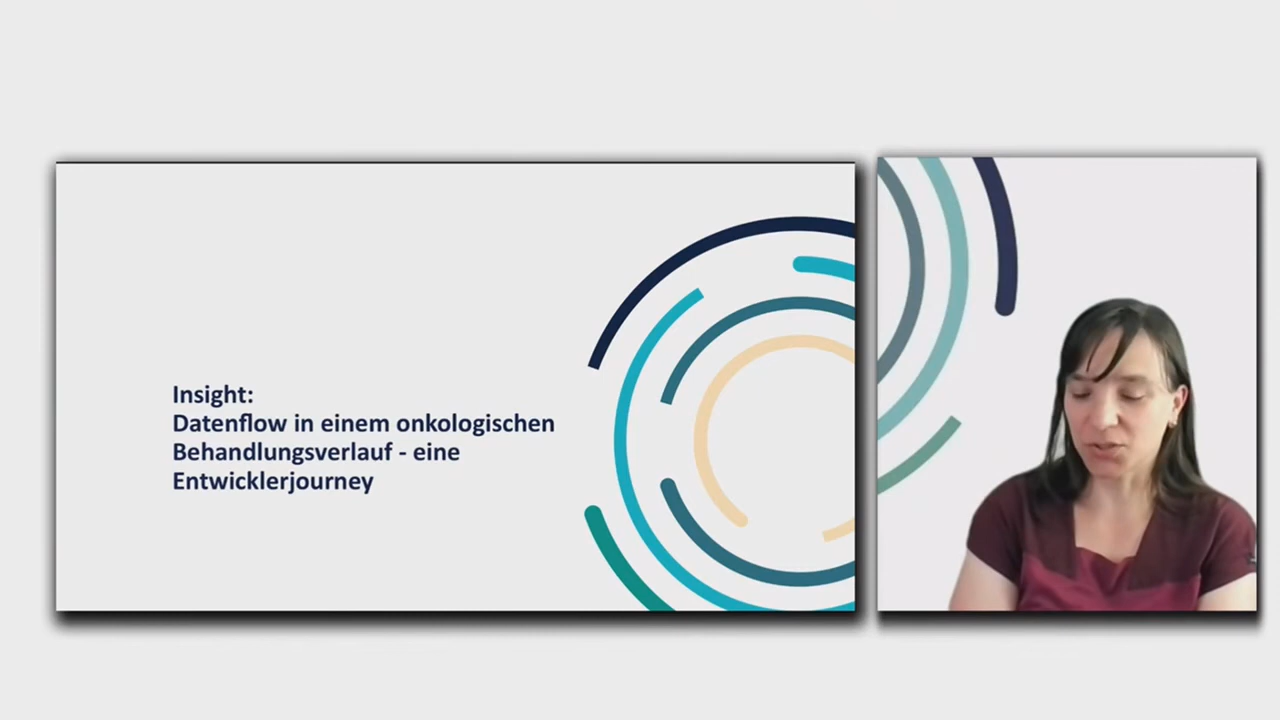 Insight:
Datenflow in einem onkologischen
Behandlungsverlauf - eine
Entwicklerjourney